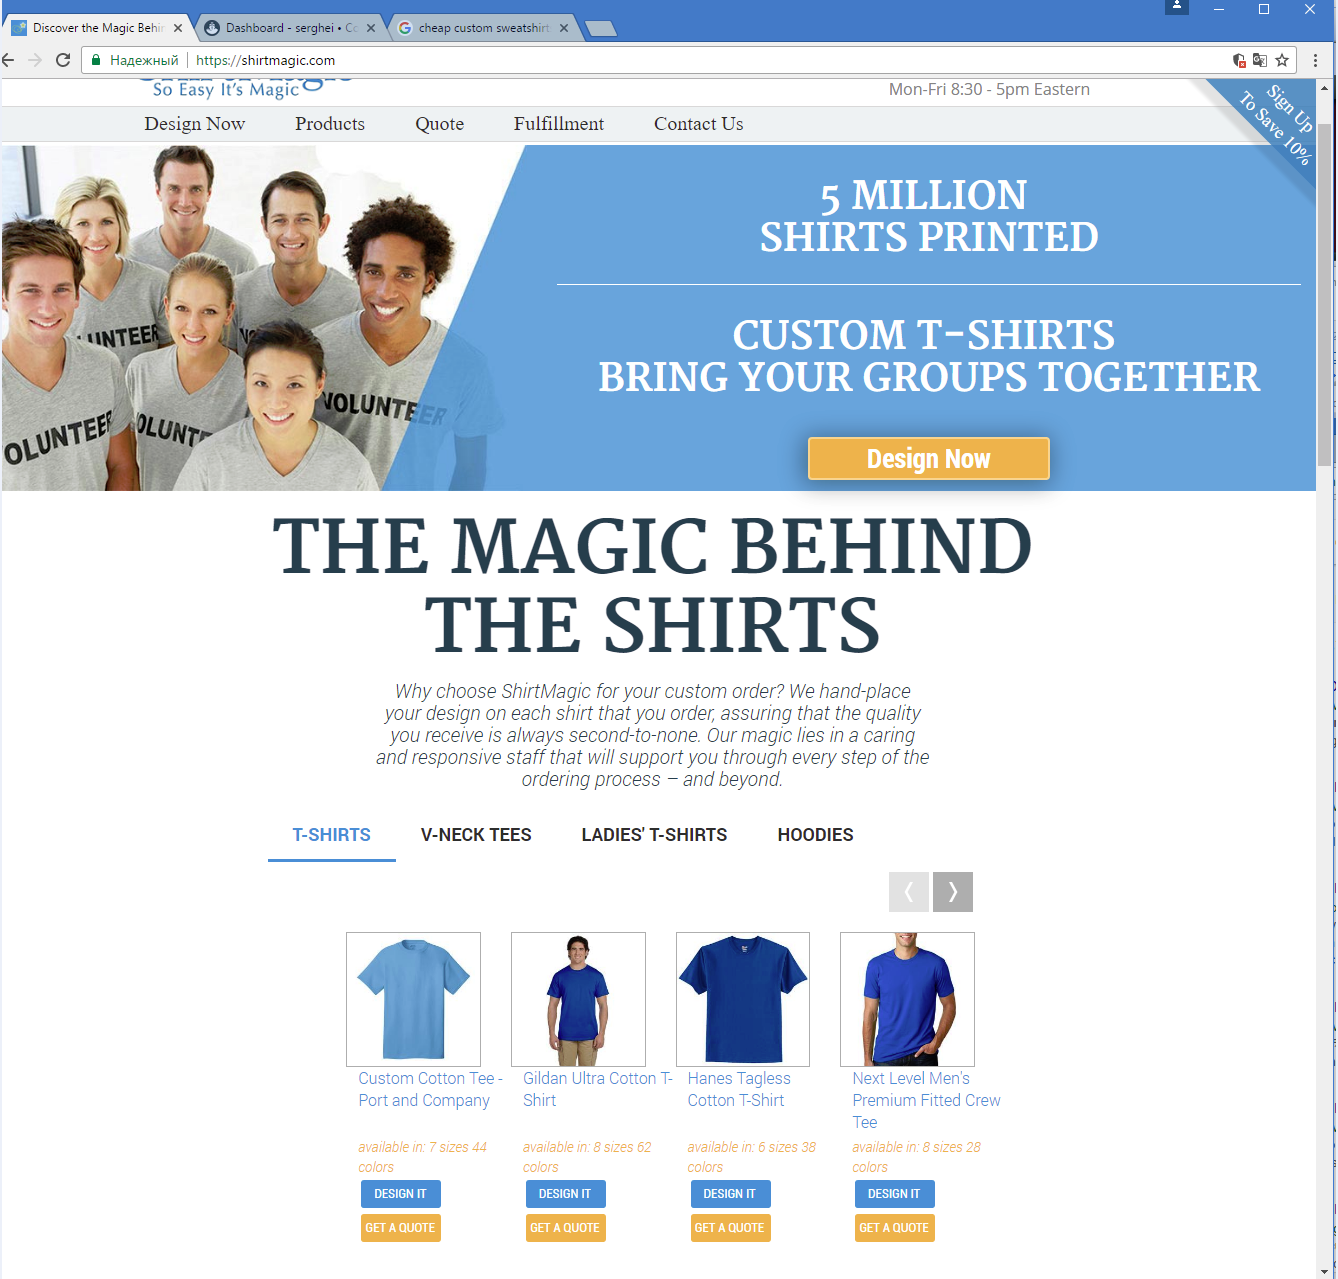 Discover the Magic Behin
Dashboard - serghei • Co
cheap custom sweatshirt
Надежный
https://shirtmagic.com
So Easy It's Magic
Mon-Fri 8:30 - 5pm Eastern
Sign Up
To Save 10%
Design Now
Products
Quote
Fulfillment
Contact Us
VOLUNTEER
5 MILLION
SHIRTS PRINTED
CUSTOM T-SHIRTS
BRING YOUR GROUPS TOGETHER
Design Now
THE MAGIC BEHIND
THE SHIRTS
Why choose ShirtMagic for your custom order? We hand-place
your design on each shirt that you order, assuring that the quality
you receive is always second-to-none. Our magic lies in a caring
and responsive staff that will support you through every step of the
ordering process – and beyond.
T-SHIRTS
V-NECK TEES
LADIES' T-SHIRTS
HOODIES
Custom Cotton Tee -
Port and Company
available in: 7 sizes 44
colors
DESIGN IT
GET A QUOTE
Gildan Ultra Cotton T-
Shirt
available in: 8 sizes 62
colors
DESIGN IT
GET A QUOTE
Hanes Tagless
Cotton T-Shirt
available in: 6 sizes 38
colors
DESIGN IT
GET A QUOTE
Next Level Men's
Premium Fitted Crew
Tee
available in: 8 sizes 28
colors
DESIGN IT
GET A QUOTE